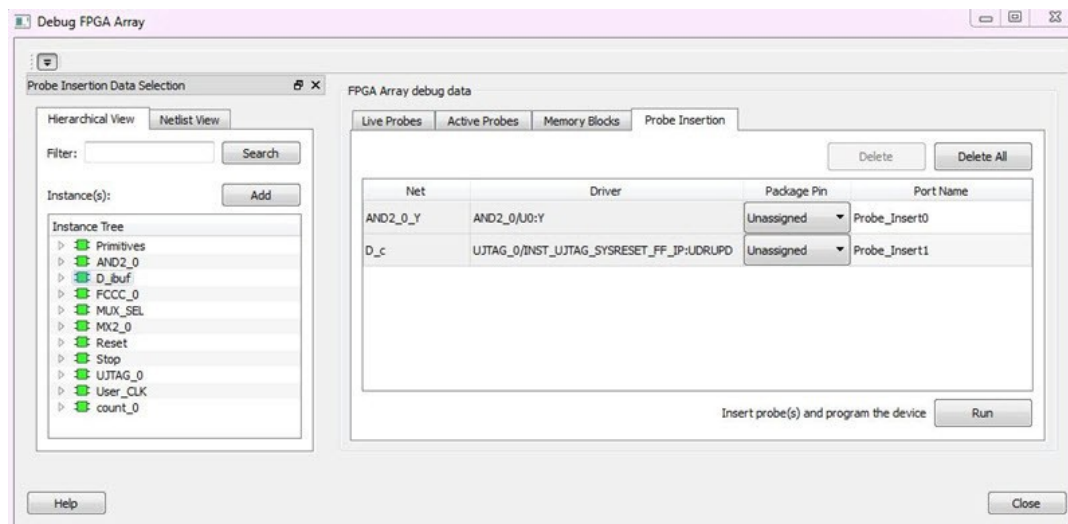 Debug FPGA Array
Probe Insertion Data Selection
Hierarchical View Netlist View
Filter: Search
Instance(s): Add
Instance Tree
Primitives
AND2_0
D_ibuf
FCCC_0
MUX_SEL
MX2_0
Reset
Stop
UJTAG_0
User_CLK
count_0
FPGA Array debug data
Live Probes Active Probes Memory Blocks Probe Insertion
Delete Delete All
Net Driver Package Pin Port Name
AND2_0_Y AND2_0/U0:Y Unassigned Probe_Insert0
D_c UJTAG_0/INST_UJTAG_SYSRESET_FF_IP:UDRUPD Unassigned Probe_Insert1
Insert probe(s) and program the device Run
Help Close